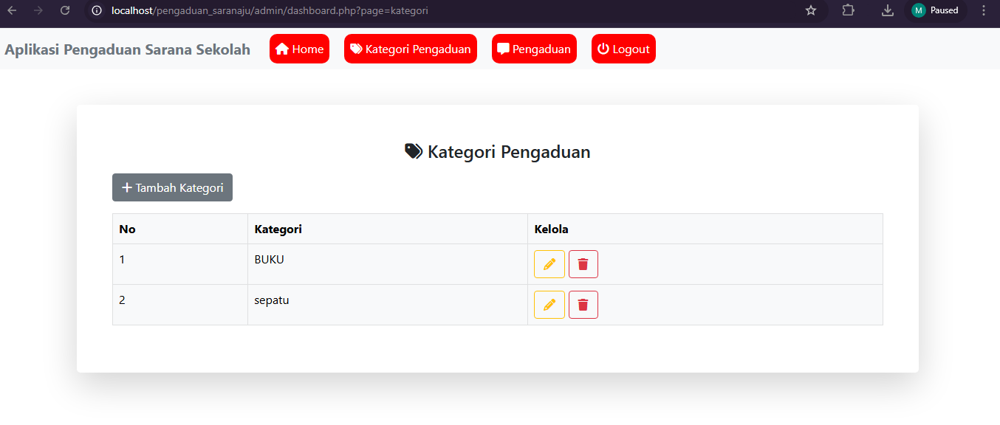 localhost/pengaduan_saranaju/admin/dashboard.php?page=kategori M Paused
Aplikasi Pengaduan Sarana Sekolah Home Kategori Pengaduan Pengaduan Logout
Kategori Pengaduan
Tambah Kategori
No Kategori Kelola
1 BUKU
2 sepatu